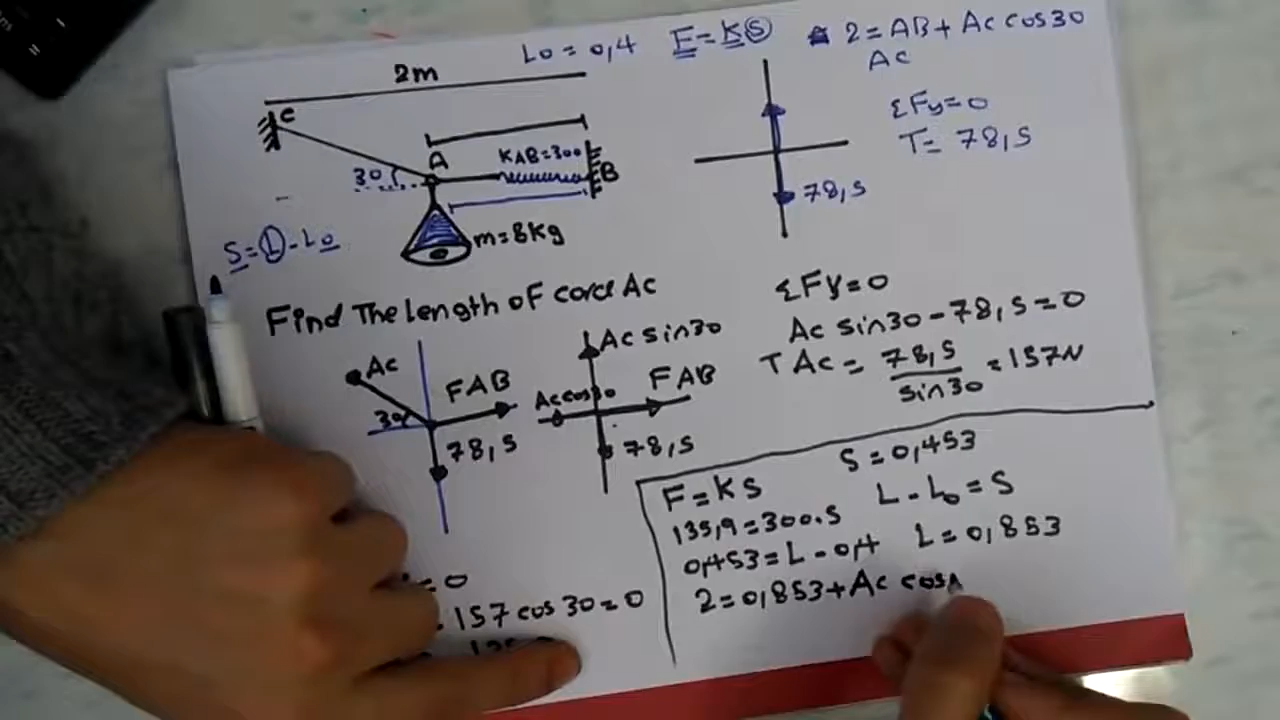 Lo = 0,4 F = KS 2 = AB + Ac cos30
Ac
2m
C
A
KAB=300
B
30
m=8kg
S=L-Lo
ΣFy=0
T= 78,5
78,5
Find The length of cord Ac
Ac
FAB
30
78,5
Ac sin30
Ac cos30
FAB
78,5
ΣFy=0
Ac sin30 - 78,5 = 0
TAc = 78,5 / sin30 = 157N
F=KS
135,9=300.S
0,453=L-0,4
2=0,853+Ac cos
S=0,453
L-Lo=S
L=0,853
=0
157 cos30=0